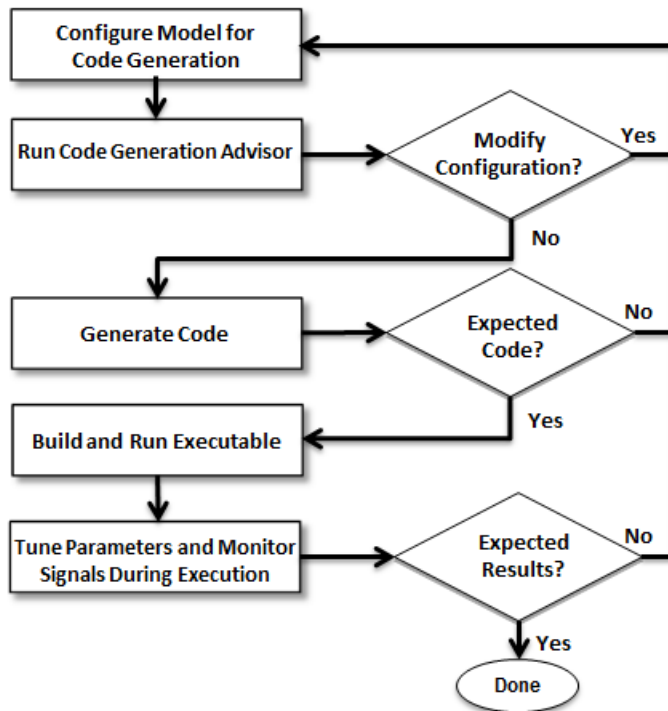 Configure Model for
Code Generation
Run Code Generation Advisor
Modify
Configuration?
Yes
No
Generate Code
Expected
Code?
No
Yes
Build and Run Executable
Tune Parameters and Monitor
Signals During Execution
Expected
Results?
No
Yes
Done